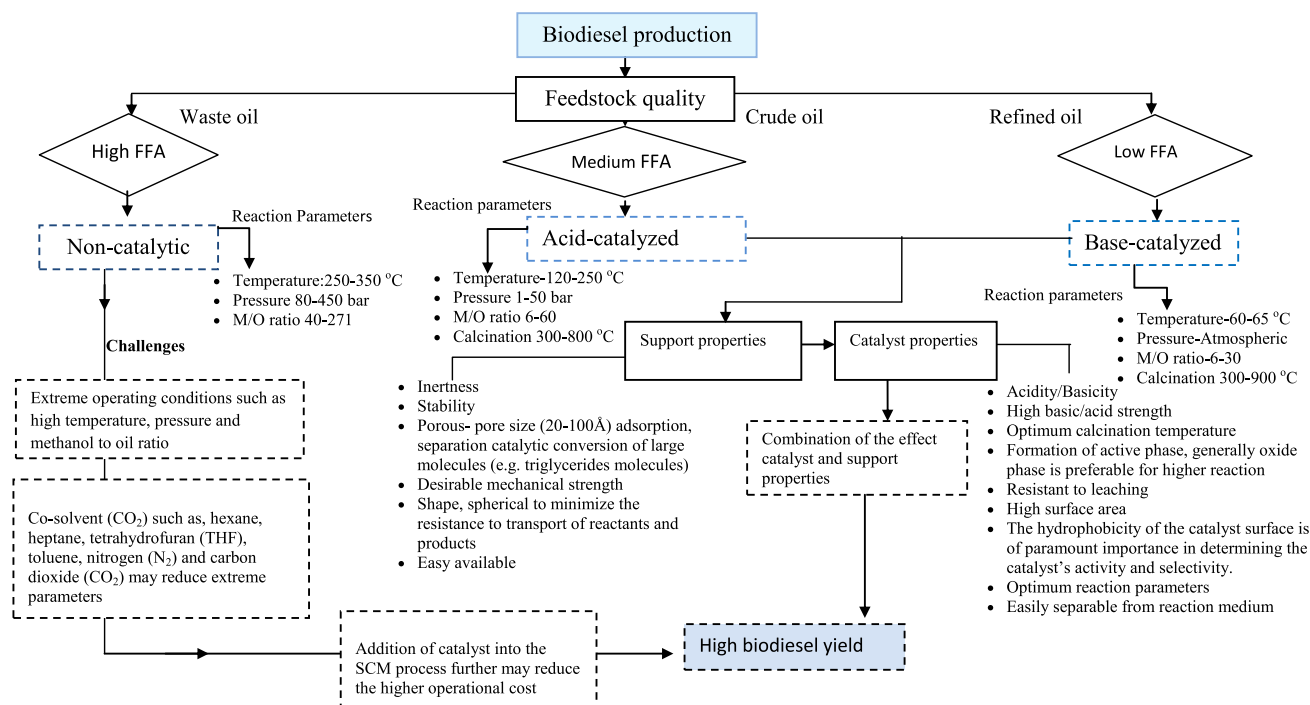 Biodiesel production
Feedstock quality
Waste oil
Crude oil
Refined oil
High FFA
Medium FFA
Low FFA
Reaction Parameters
Non-catalytic
• Temperature:250-350 °C
• Pressure 80-450 bar
• M/O ratio 40-271
Reaction parameters
Acid-catalyzed
• Temperature-120-250 °C
• Pressure 1-50 bar
• M/O ratio 6-60
• Calcination 300-800 °C
Base-catalyzed
Reaction parameters
• Temperature-60-65 °C
• Pressure-Atmospheric
• M/O ratio-6-30
• Calcination 300-900 °C
Challenges
Extreme operating conditions such as
high temperature, pressure and
methanol to oil ratio
Co-solvent (CO₂) such as, hexane,
heptane, tetrahydrofuran (THF),
toluene, nitrogen (N₂) and carbon
dioxide (CO₂) may reduce extreme
parameters
Support properties
Catalyst properties
• Inertness
• Stability
• Porous- pore size (20-100Å) adsorption,
separation catalytic conversion of large
molecules (e.g. triglycerides molecules)
• Desirable mechanical strength
• Shape, spherical to minimize the
resistance to transport of reactants and
products
• Easy available
Combination of the effect
catalyst and support
properties
• Acidity/Basicity
• High basic/acid strength
• Optimum calcination temperature
• Formation of active phase, generally oxide
phase is preferable for higher reaction
• Resistant to leaching
• High surface area
• The hydrophobicity of the catalyst surface is
of paramount importance in determining the
catalyst’s activity and selectivity.
• Optimum reaction parameters
• Easily separable from reaction medium
Addition of catalyst into the
SCM process further may reduce
the higher operational cost
High biodiesel yield